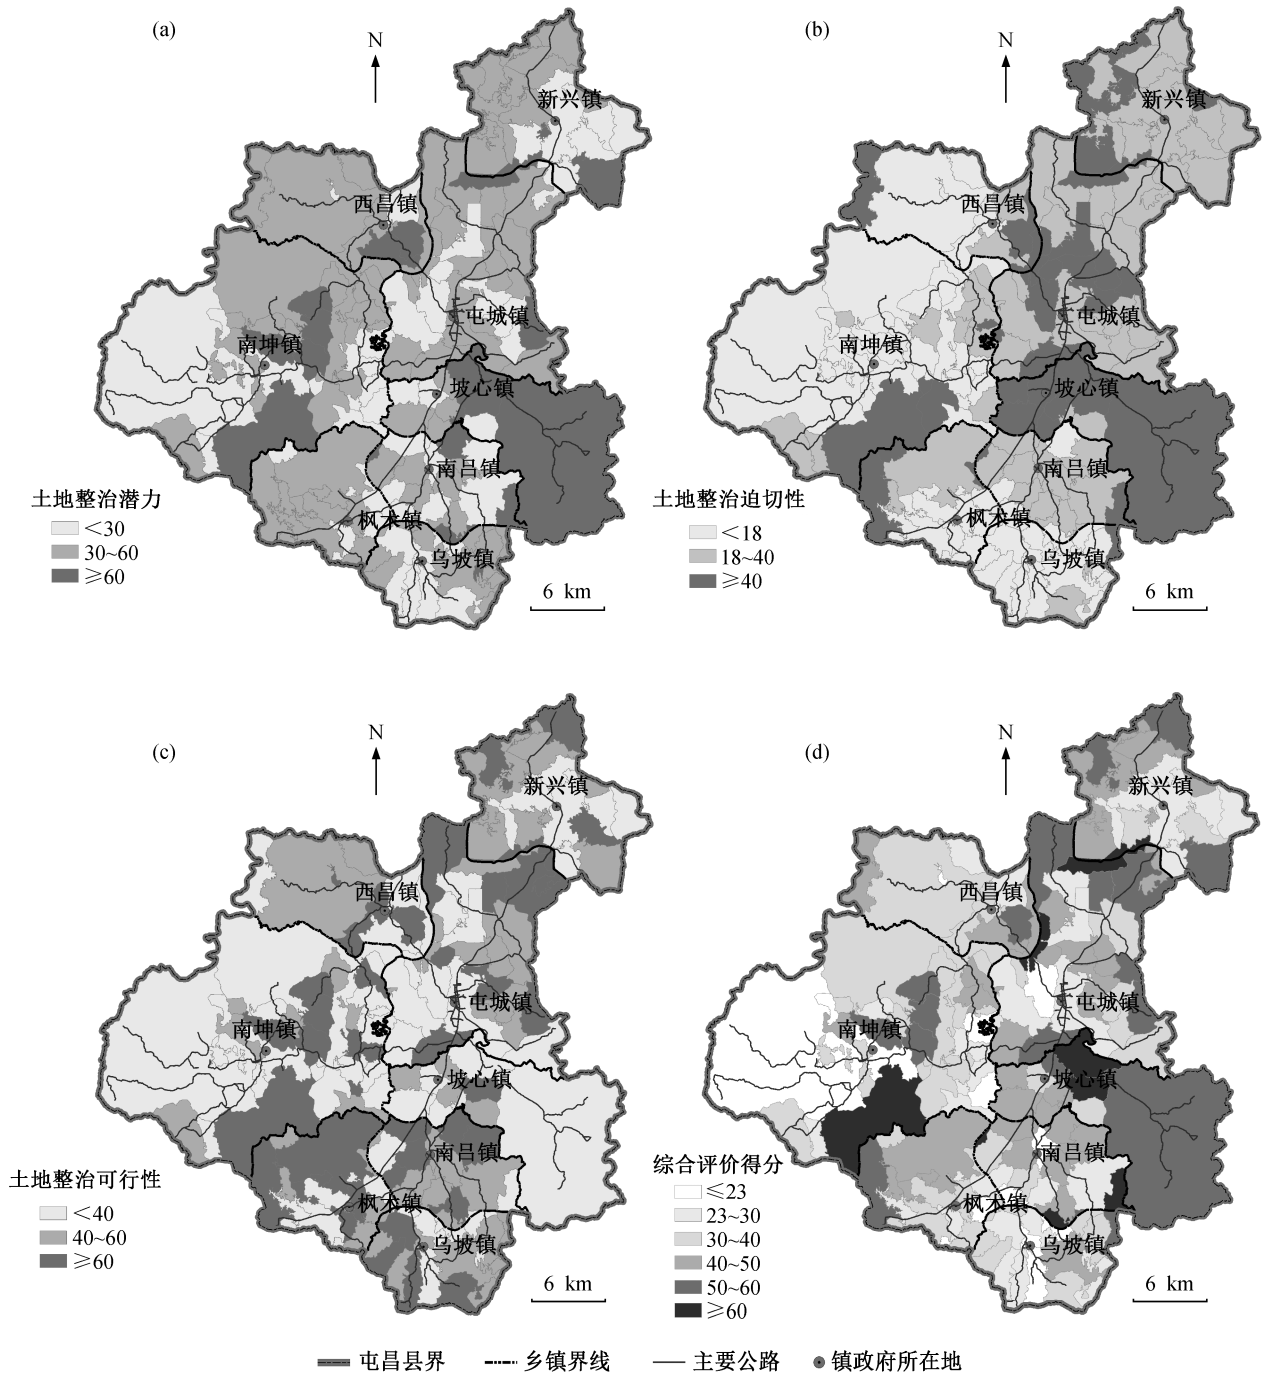 (a)
N
新兴镇
西昌镇
屯城镇
南坤镇
坡心镇
南吕镇
枫木镇
乌坡镇
土地整治潜力
<30
30~60
≥60
6 km
(b)
N
新兴镇
西昌镇
屯城镇
南坤镇
坡心镇
南吕镇
枫木镇
乌坡镇
土地整治迫切性
<18
18~40
≥40
6 km
(c)
N
新兴镇
西昌镇
屯城镇
南坤镇
坡心镇
南吕镇
枫木镇
乌坡镇
土地整治可行性
<40
40~60
≥60
6 km
(d)
N
新兴镇
西昌镇
屯城镇
南坤镇
坡心镇
南吕镇
枫木镇
乌坡镇
综合评价得分
≤23
23~30
30~40
40~50
50~60
≥60
6 km
屯昌县界 乡镇界线 主要公路 镇政府所在地